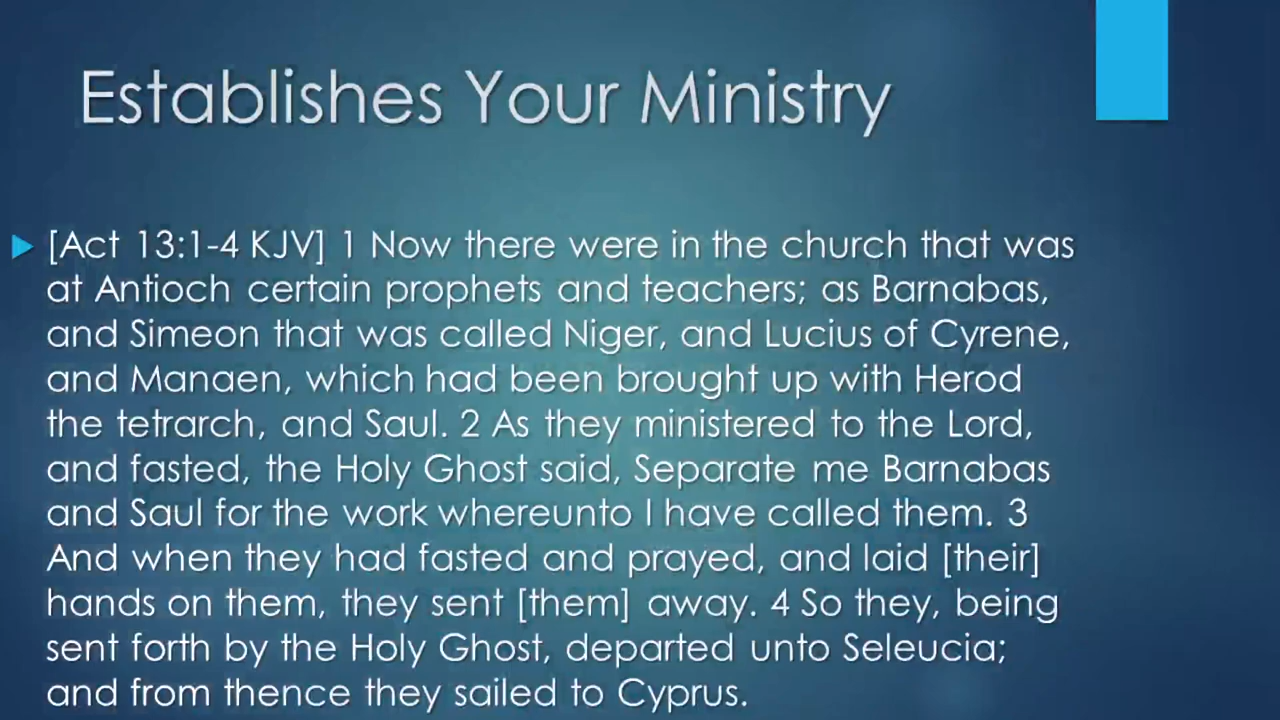 Establishes Your Ministry
[Act 13:1-4 KJV] 1 Now there were in the church that was
at Antioch certain prophets and teachers; as Barnabas,
and Simeon that was called Niger, and Lucius of Cyrene,
and Manaen, which had been brought up with Herod
the tetrarch, and Saul. 2 As they ministered to the Lord,
and fasted, the Holy Ghost said, Separate me Barnabas
and Saul for the work whereunto I have called them. 3
And when they had fasted and prayed, and laid [their]
hands on them, they sent [them] away. 4 So they, being
sent forth by the Holy Ghost, departed unto Seleucia;
and from thence they sailed to Cyprus.